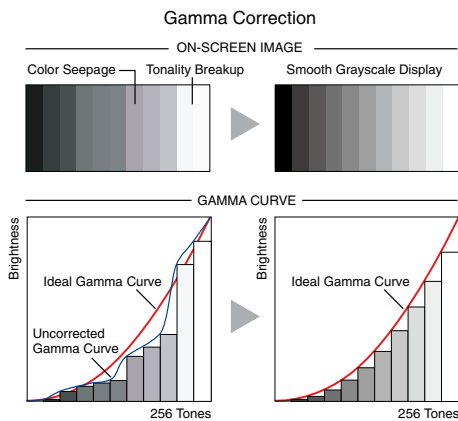 Gamma Correction
ON-SCREEN IMAGE
Color Seepage
Tonality Breakup
Smooth Grayscale Display
GAMMA CURVE
Brightness
Ideal Gamma Curve
Uncorrected
Gamma Curve
256 Tones
Brightness
Ideal Gamma Curve
256 Tones